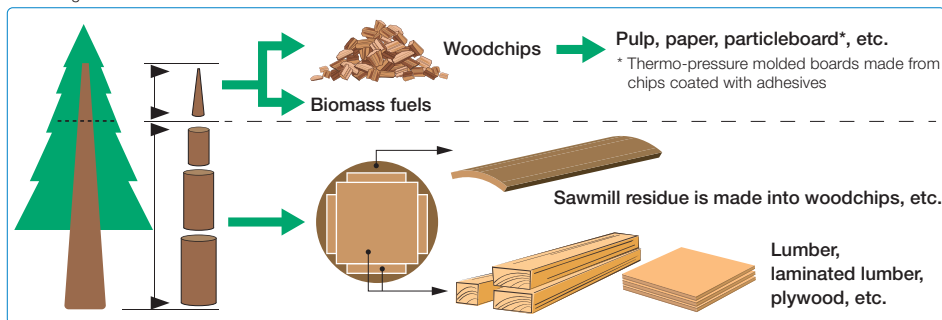 Woodchips
Pulp, paper, particleboard*, etc.
* Thermo-pressure molded boards made from
chips coated with adhesives
Biomass fuels
Sawmill residue is made into woodchips, etc.
Lumber,
laminated lumber,
plywood, etc.